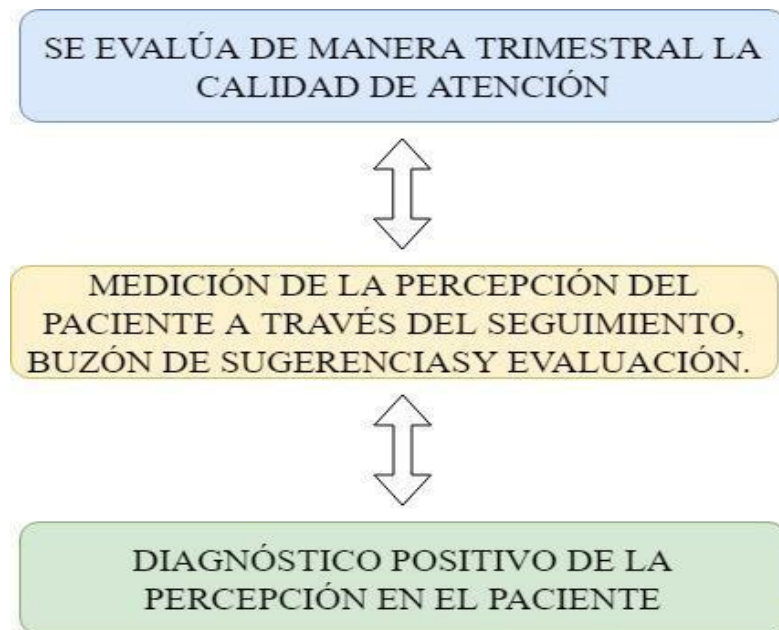 SE EVALÚA DE MANERA TRIMESTRAL LA
CALIDAD DE ATENCIÓN
MEDICIÓN DE LA PERCEPCIÓN DEL
PACIENTE A TRAVÉS DEL SEGUIMIENTO,
BUZÓN DE SUGERENCIASY EVALUACIÓN.
DIAGNÓSTICO POSITIVO DE LA
PERCEPCIÓN EN EL PACIENTE